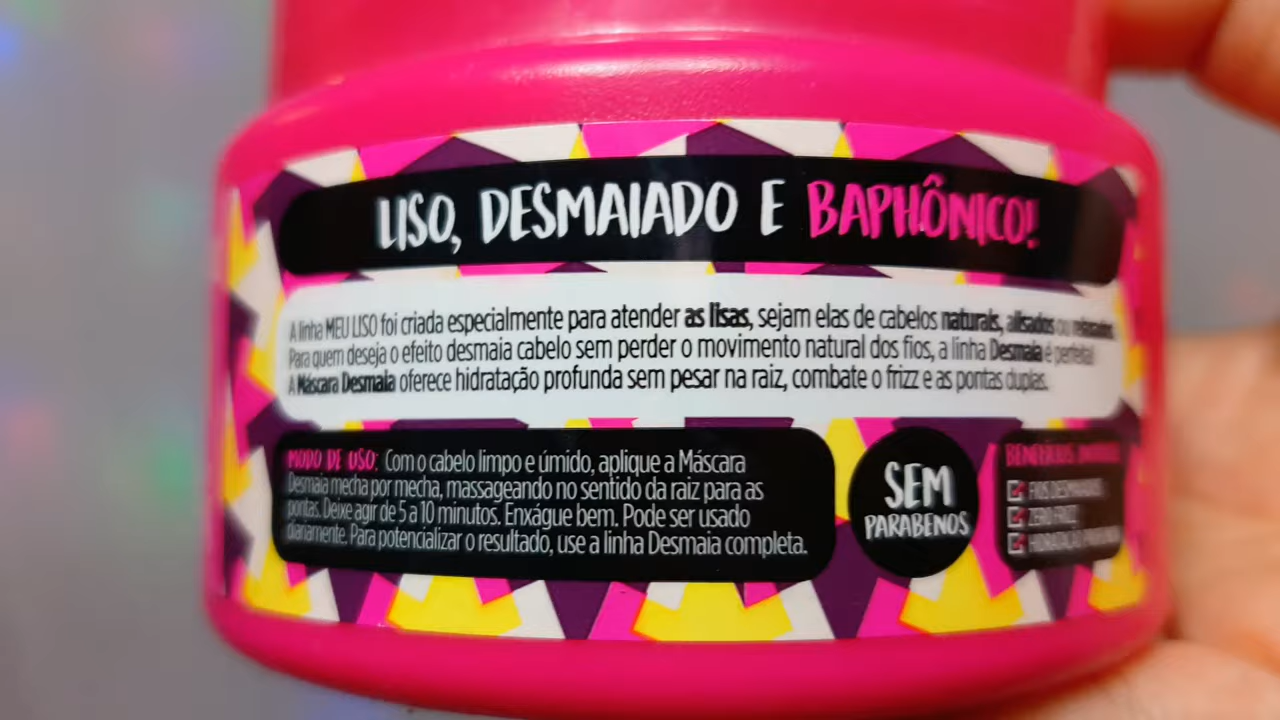 LISO, DESMAIADO E BAPHÔNICO!
A linha MEU LISO foi criada especialmente para atender as lisas, sejam elas de cabelos naturais, alisados ou relaxados.
Para quem deseja o efeito desmaia cabelo sem perder o movimento natural dos fios, a linha Desmaia é perfeita!
A Máscara Desmaia oferece hidratação profunda sem pesar na raiz, combate o frizz e as pontas duplas.
MODO DE USO: Com o cabelo limpo e úmido, aplique a Máscara
Desmaia mecha por mecha, massageando no sentido da raiz para as
pontas. Deixe agir de 5 a 10 minutos. Enxágue bem. Pode ser usado
diariamente. Para potencializar o resultado, use a linha Desmaia completa.
SEM
PARABENOS
FIOS DESMAIADOS
ZERO FRIZZ
HIDRATAÇÃO